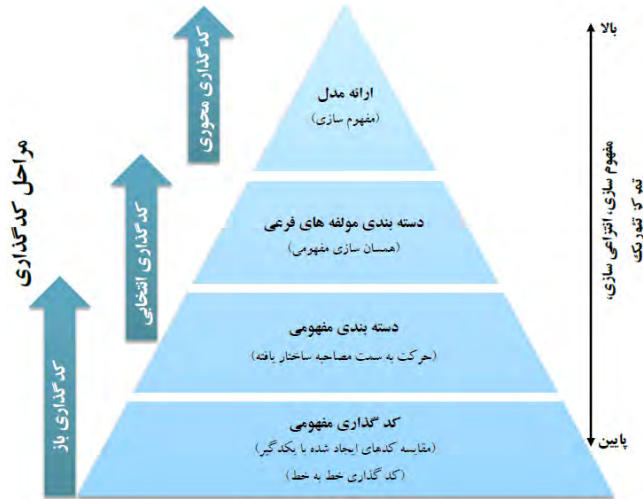 بالا
ارائه مدل
(مفهوم سازی)
کدگذاری محوری
دسته بندی مولفه های فرعی
(همسان سازی مفهومی)
کدگذاری انتخابی
مراحل کدگذاری
مفهوم سازی، انتزاعی سازی،
تمرکز تئوریک
دسته بندی مفهومی
(حرکت به سمت مصاحبه ساختار یافته)
کدگذاری باز
کد گذاری مفهومی
(مقایسه کدهای ایجاد شده با یکدگیر)
(کد گذاری خط به خط)
پایین